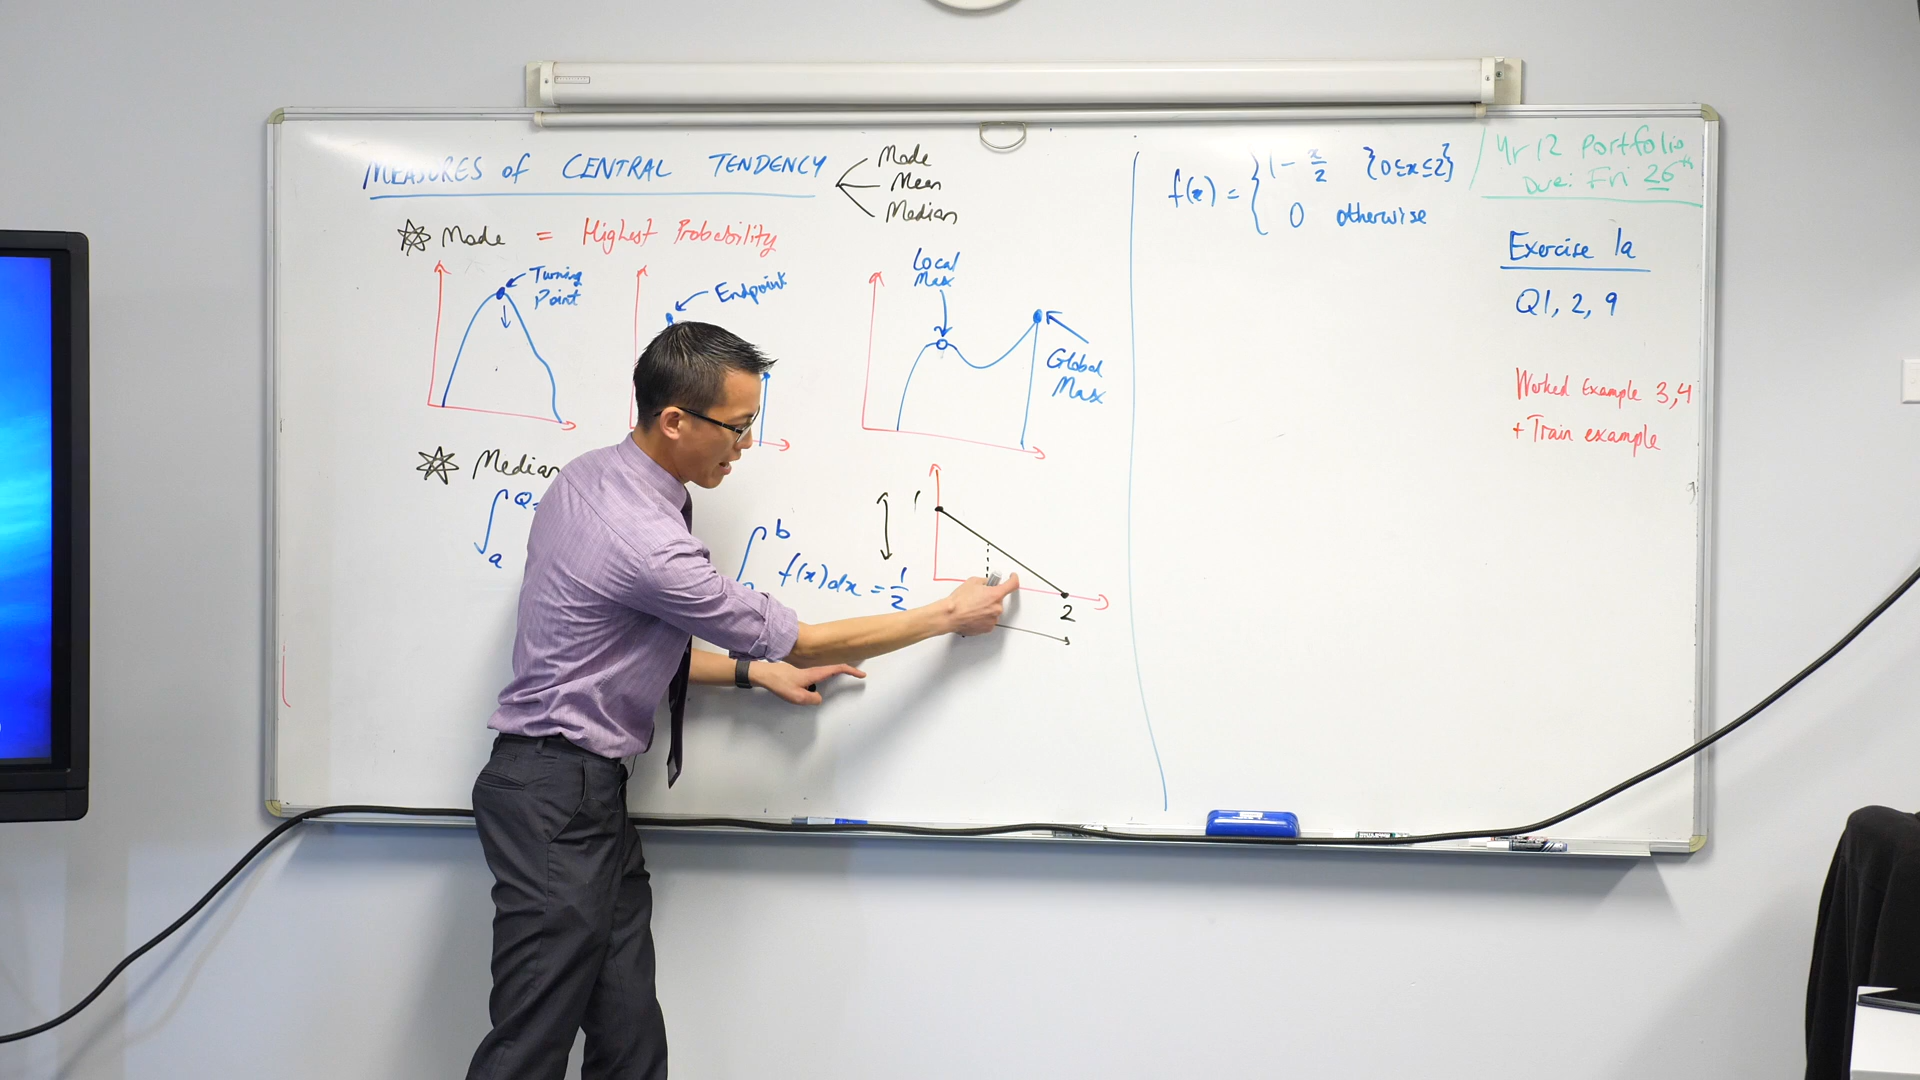 MEASURES of CENTRAL TENDENCY
Mode
Mean
Median
Mode = Highest Probability
Turning
Point
Endpoint
Local
Max
Global
Max
Median
∫ Q=
a
∫ b
f(x)dx = 1/2
1
2
f(x) = { 1 - x/2 {0≤x≤2}
0 otherwise
Yr 12 Portfolio
Due: Fri 26th
Exercise 1a
Q1, 2, 9
Worked Example 3,4
+ Train example